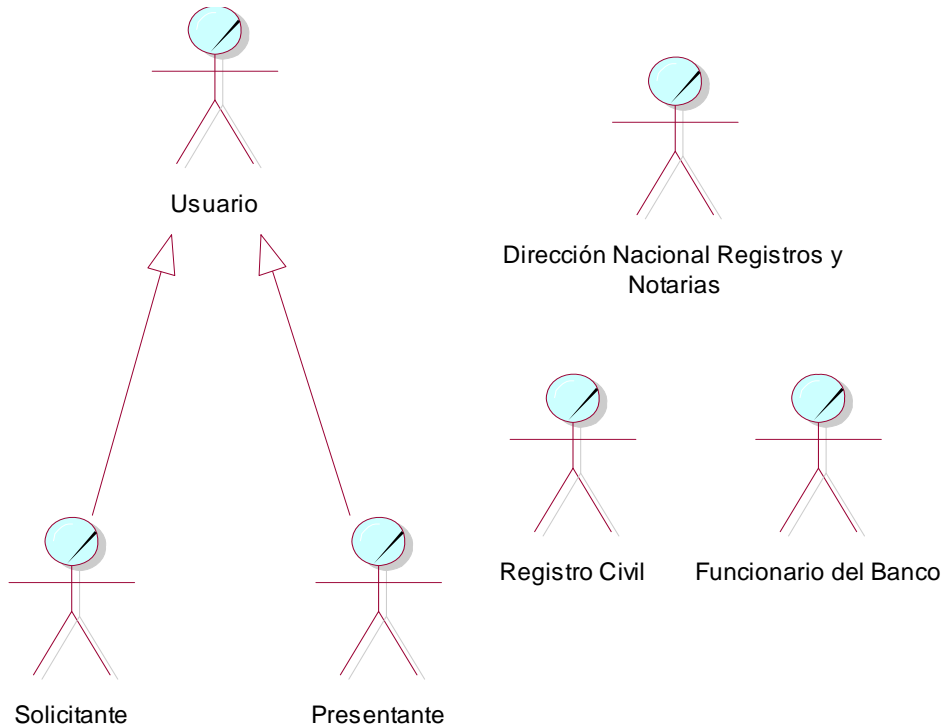 Usuario
Dirección Nacional Registros y
Notarias
Registro Civil
Funcionario del Banco
Solicitante
Presentante